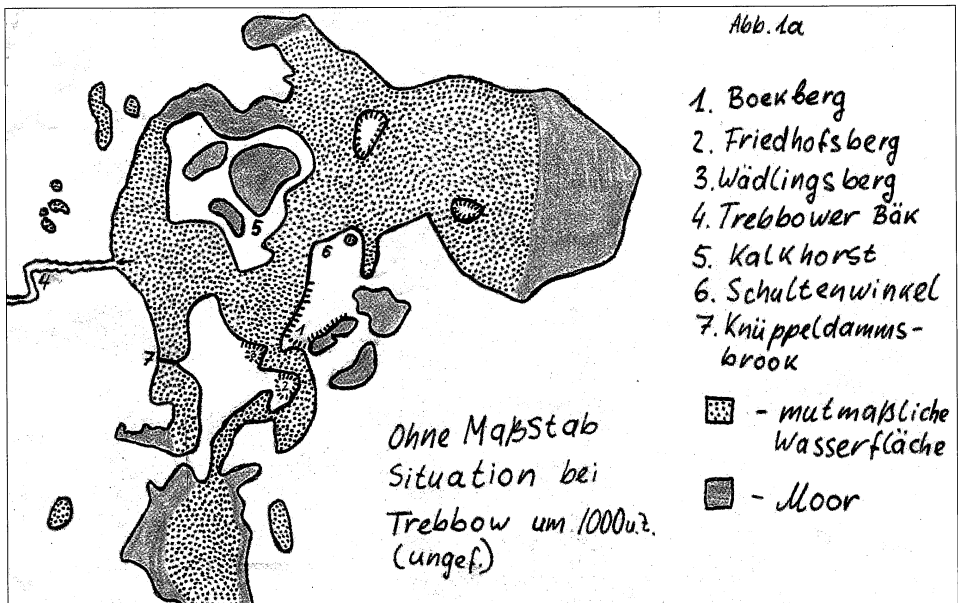 Abb. 1a
1. Boekberg
2. Friedhofsberg
3. Wädlingsberg
4. Trebbower Bäk
5. Kalkhorst
6. Schultenwinkel
7. Knüppeldamms-
brook
- mutmaßliche
Wasserfläche
- Moor
Ohne Maßstab
Situation bei
Trebbow um 1000 u.Z.
(ungef.)
5
6
4
1
7
2